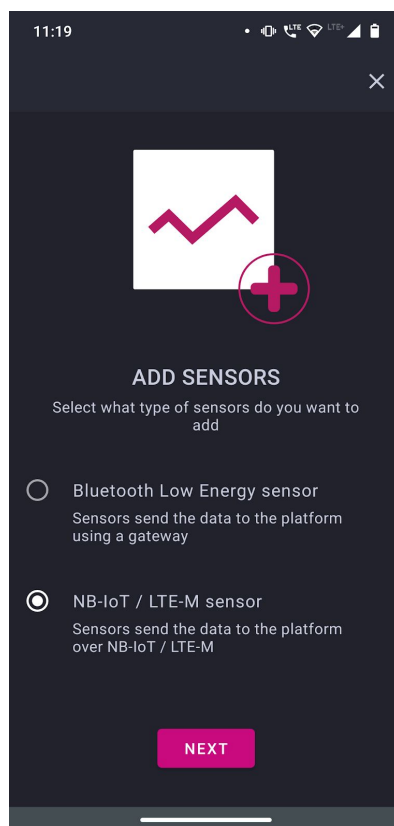 11:19
LTE
LTE+
ADD SENSORS
Select what type of sensors do you want to
add
Bluetooth Low Energy sensor
Sensors send the data to the platform
using a gateway
NB-IoT / LTE-M sensor
Sensors send the data to the platform
over NB-IoT / LTE-M
NEXT